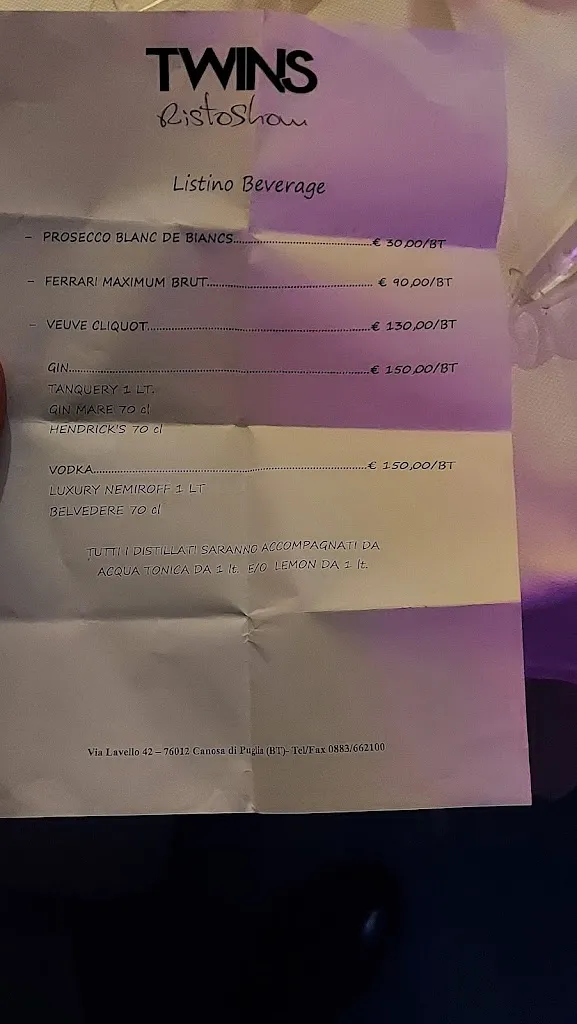 TWINS
RistoShow
Listino Beverage
- PROSECCO BLANC DE BIANCS........................................€ 30,00/BT
- FERRARI MAXIMUM BRUT................................................ € 90,00/BT
- VEUVE CLIQUOT................................................................€ 130,00/BT
GIN...........................................................................................€ 150,00/BT
TANQUERY 1 LT.
GIN MARE 70 cl
HENDRICK'S 70 cl
VODKA......................................................................................€ 150,00/BT
LUXURY NEMIROFF 1 LT
BELVEDERE 70 cl
TUTTI I DISTILLATI SARANNO ACCOMPAGNATI DA
ACQUA TONICA DA 1 lt. E/O LEMON DA 1 lt.
Via Lavello 42 – 76012 Canosa di Puglia (BT)- Tel/Fax 0883/662100